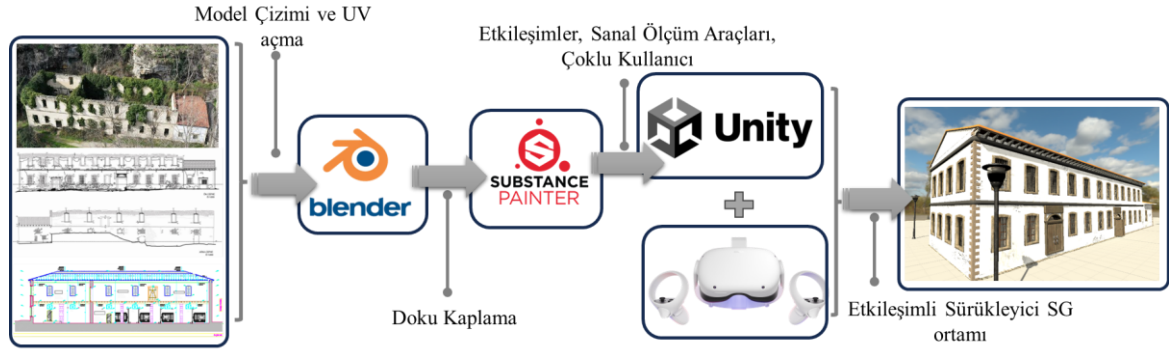 Model Çizimi ve UV
açma
Etkileşimler, Sanal Ölçüm Araçları,
Çoklu Kullanıcı
blender
SUBSTANCE
PAINTER
Unity
Doku Kaplama
Etkileşimli Sürükleyici SG
ortamı